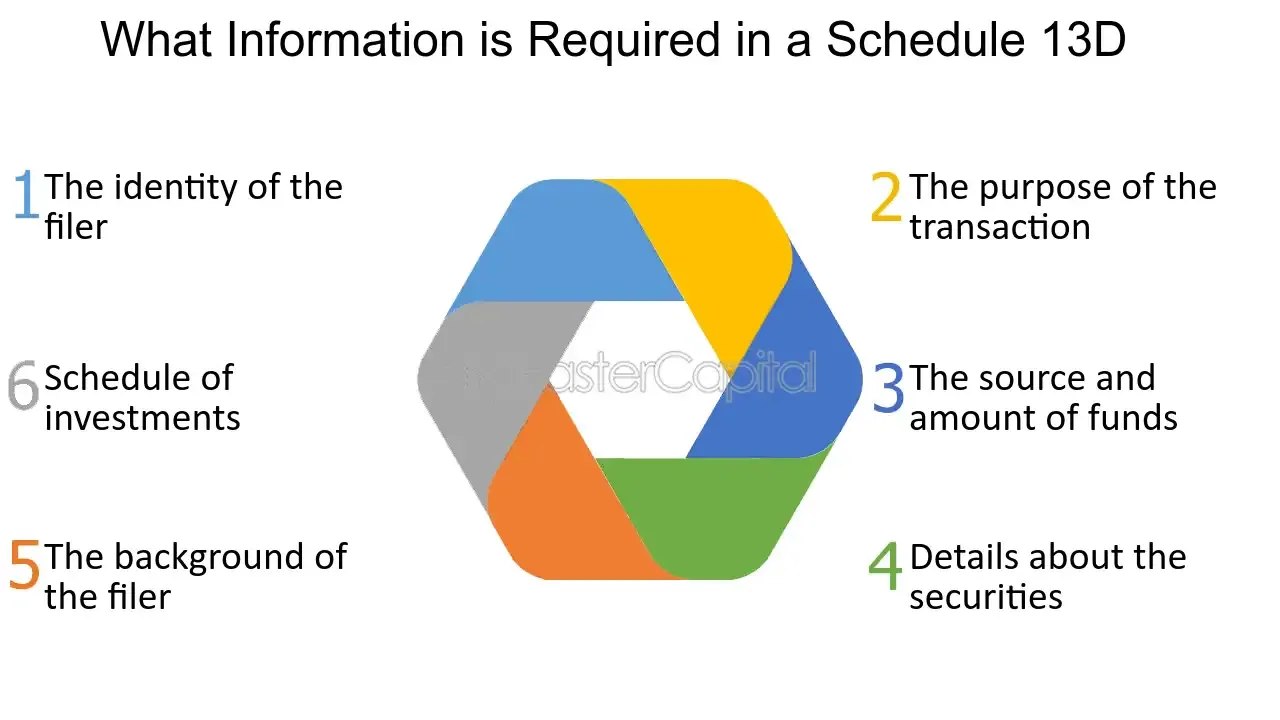 What Information is Required in a Schedule 13D
1 The identity of the
filer
2 The purpose of the
transaction
3 The source and
amount of funds
4 Details about the
securities
5 The background of
the filer
6 Schedule of
investments
asterCapital